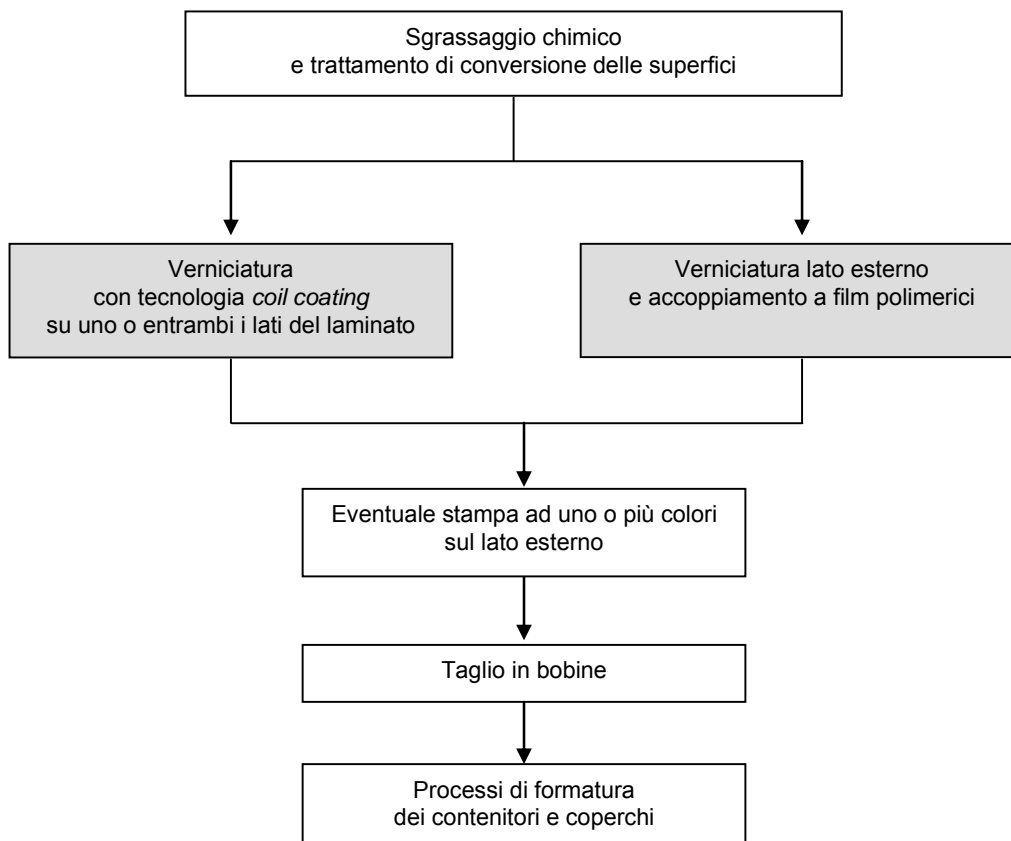 Sgrassaggio chimico
e trattamento di conversione delle superfici
Verniciatura
con tecnologia coil coating
su uno o entrambi i lati del laminato
Verniciatura lato esterno
e accoppiamento a film polimerici
Eventuale stampa ad uno o più colori
sul lato esterno
Taglio in bobine
Processi di formatura
dei contenitori e coperchi